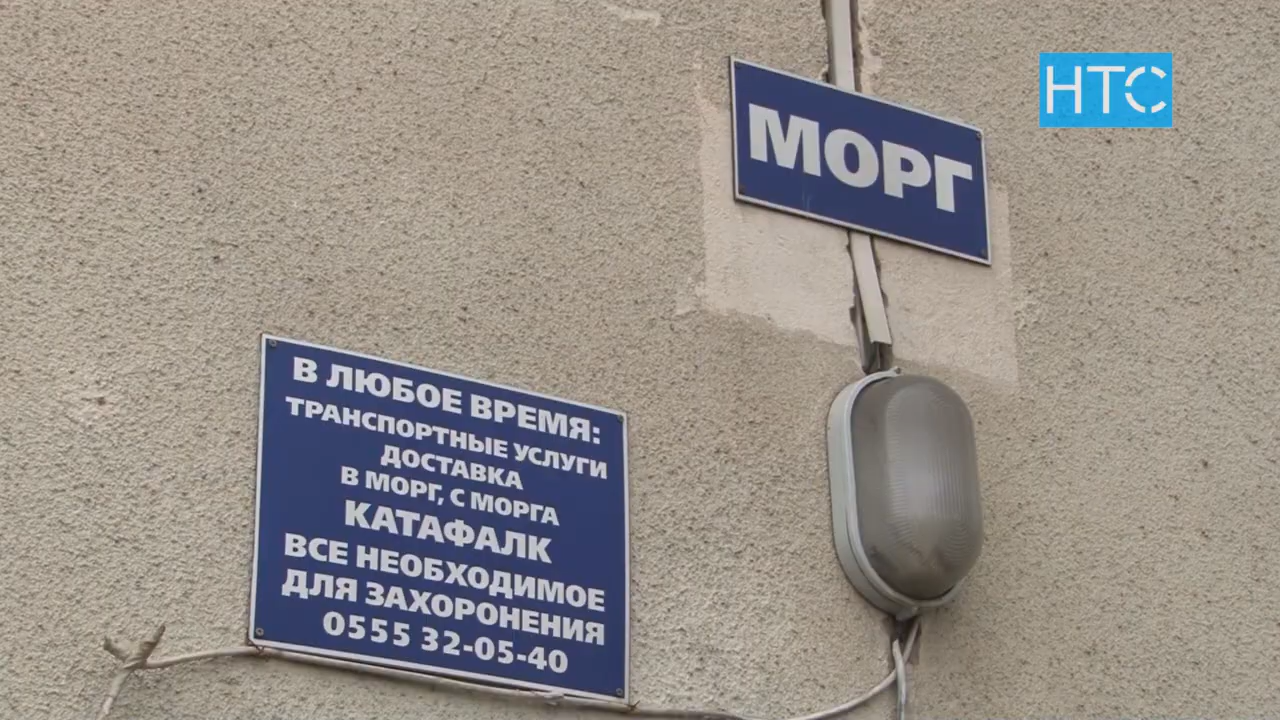 НТС
МОРГ
В ЛЮБОЕ ВРЕМЯ:
ТРАНСПОРТНЫЕ УСЛУГИ
ДОСТАВКА
В МОРГ, С МОРГА
КАТАФАЛК
ВСЕ НЕОБХОДИМОЕ
ДЛЯ ЗАХОРОНЕНИЯ
0555 32-05-40